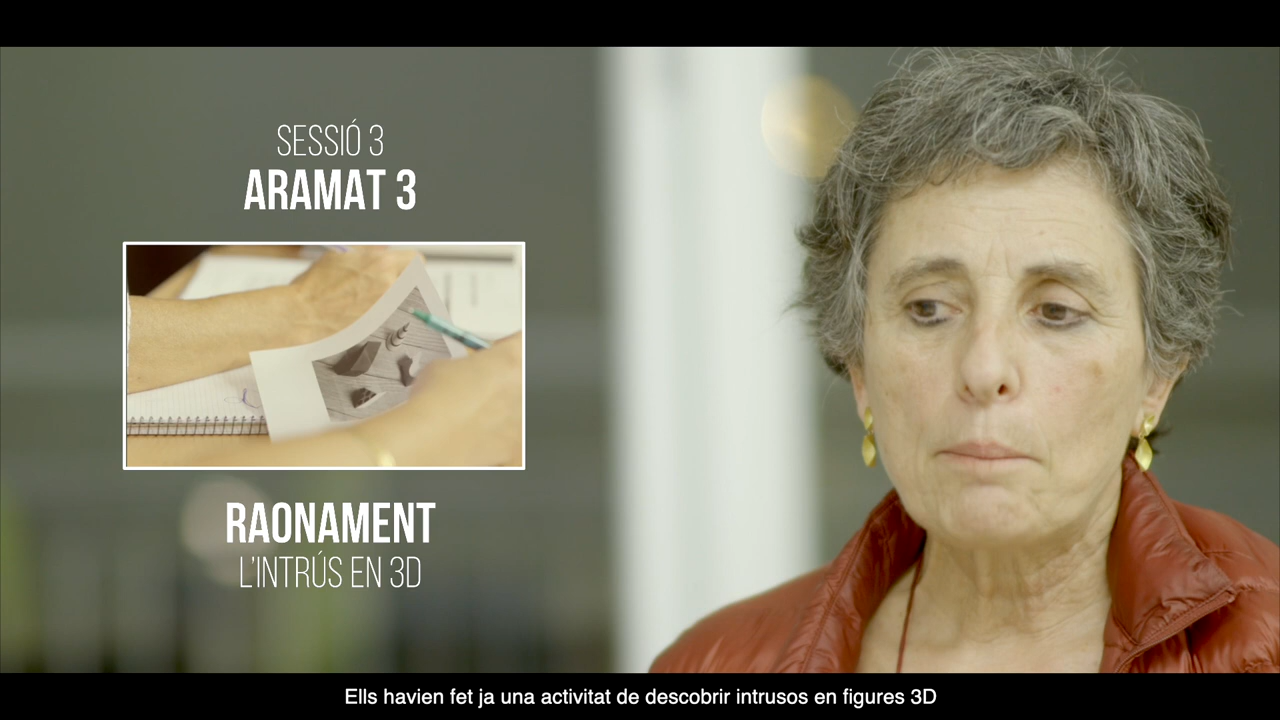 SESSIÓ 3
ARAMAT 3
RAONAMENT
L'INTRÚS EN 3D
Ells havien fet ja una activitat de descobrir intrusos en figures 3D